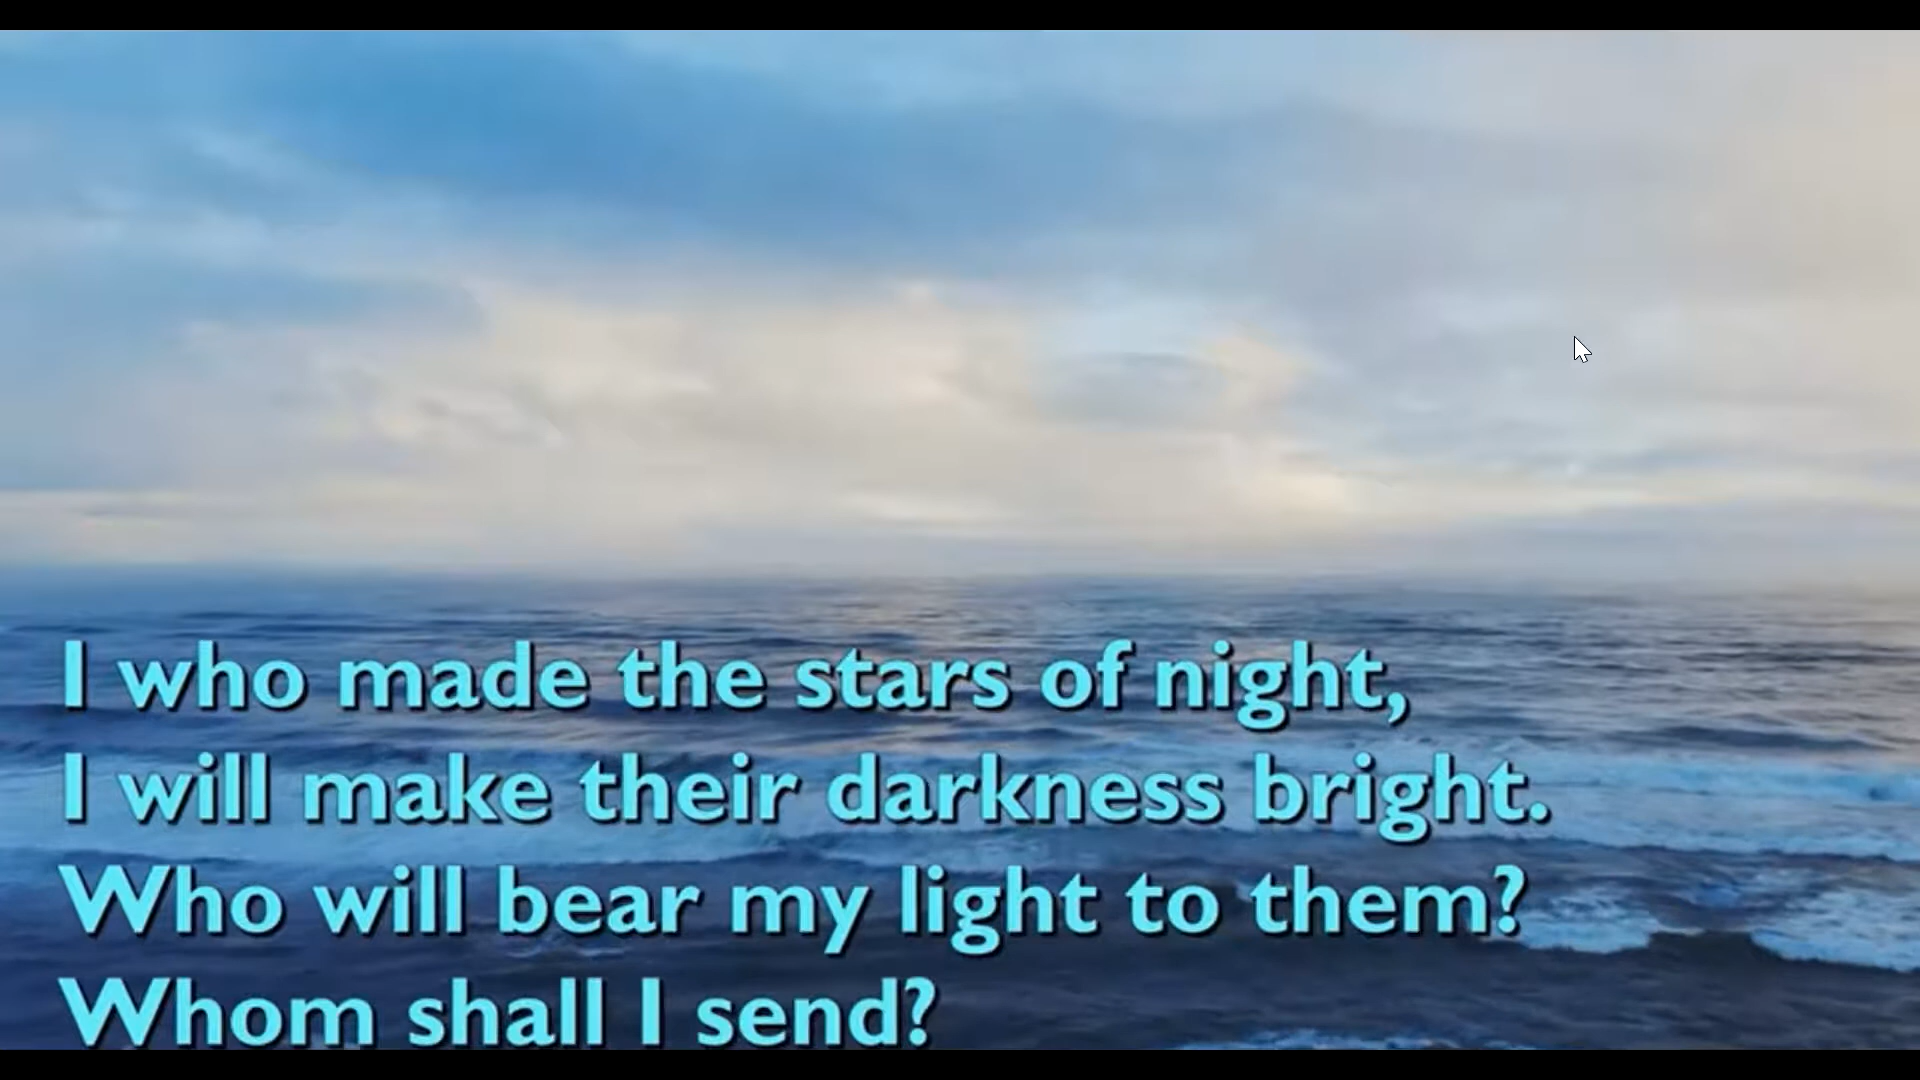 I who made the stars of night,
I will make their darkness bright.
Who will bear my light to them?
Whom shall I send?